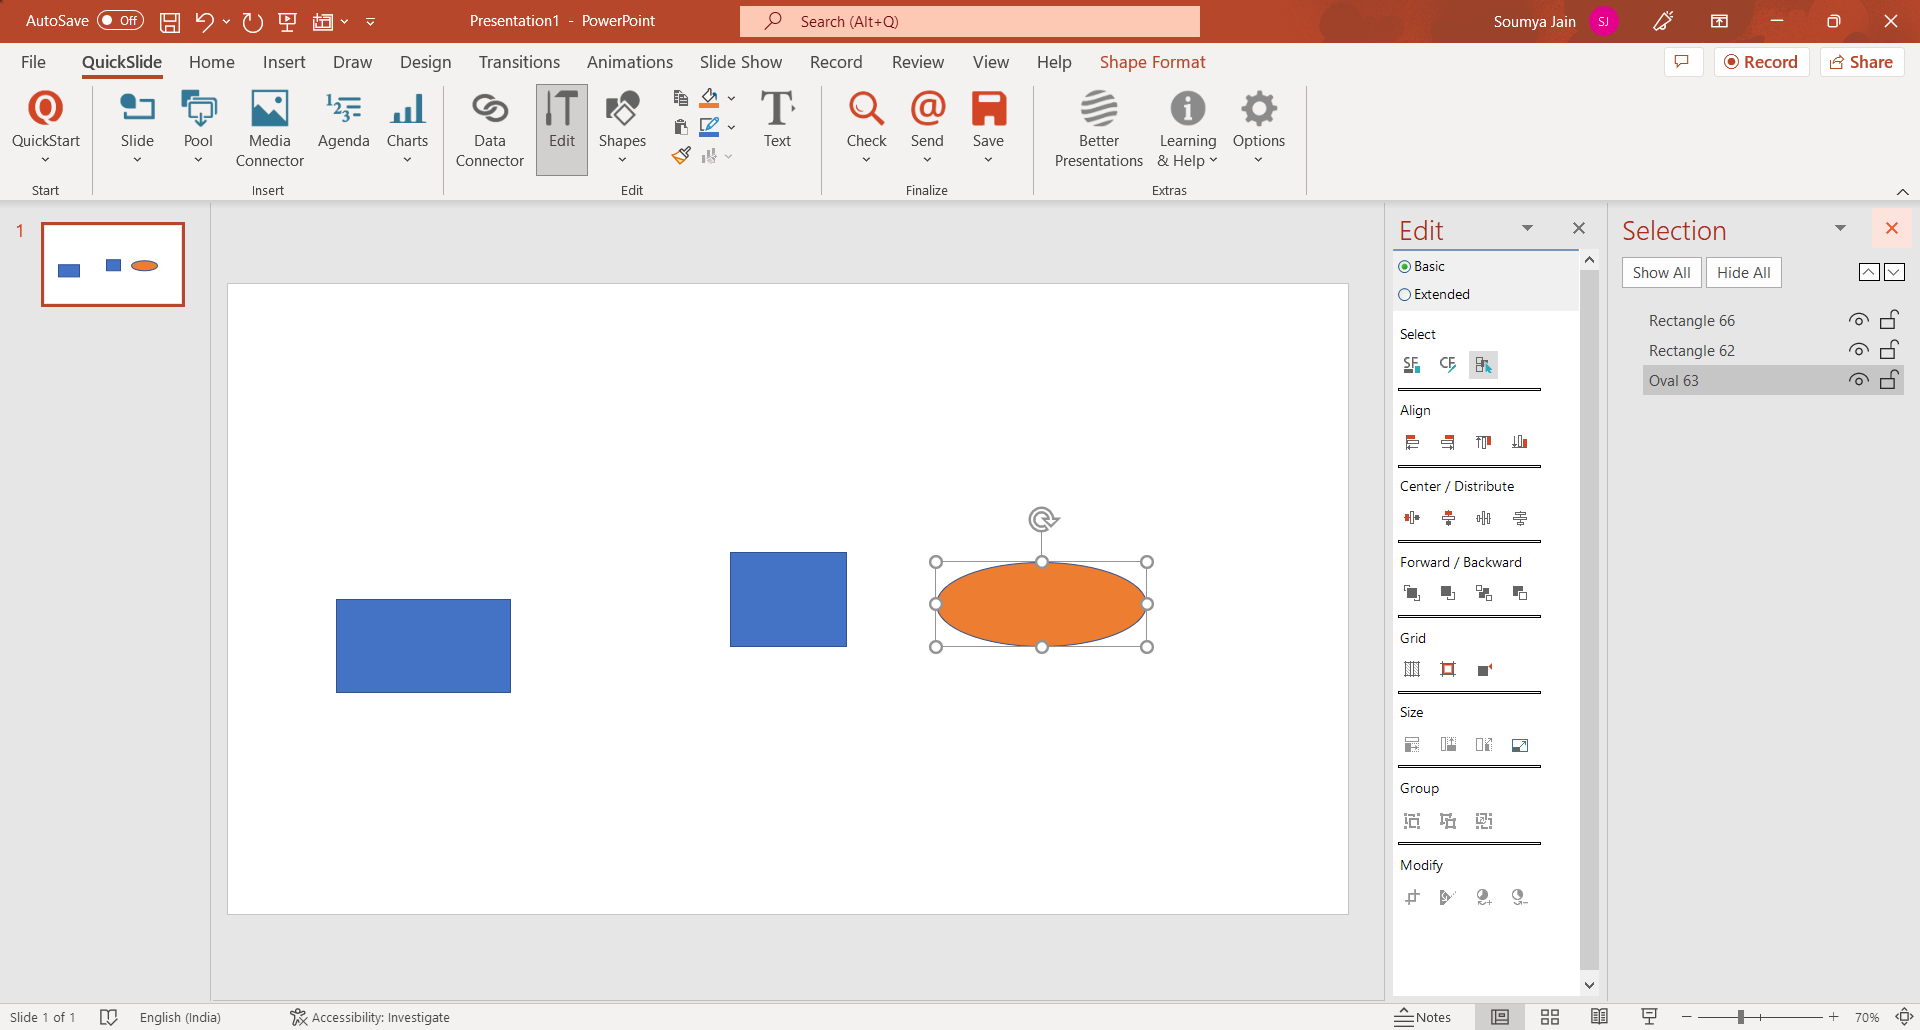 AutoSave Off
Presentation1 - PowerPoint
Search (Alt+Q)
Soumya Jain SJ
File QuickSlide Home Insert Draw Design Transitions Animations Slide Show Record Review View Help Shape Format
Record Share
QuickStart
Start
Slide
Pool
Media
Connector
Agenda
Charts
Insert
Data
Connector
Edit
Shapes
Text
Edit
Check
Send
Save
Finalize
Better
Presentations
Learning
& Help
Options
Extras
1
Edit
Basic
Extended
Select
SF CF
Align
Center / Distribute
Forward / Backward
Grid
Size
Group
Modify
Selection
Show All Hide All
Rectangle 66
Rectangle 62
Oval 63
Slide 1 of 1 English (India) Accessibility: Investigate Notes 70%